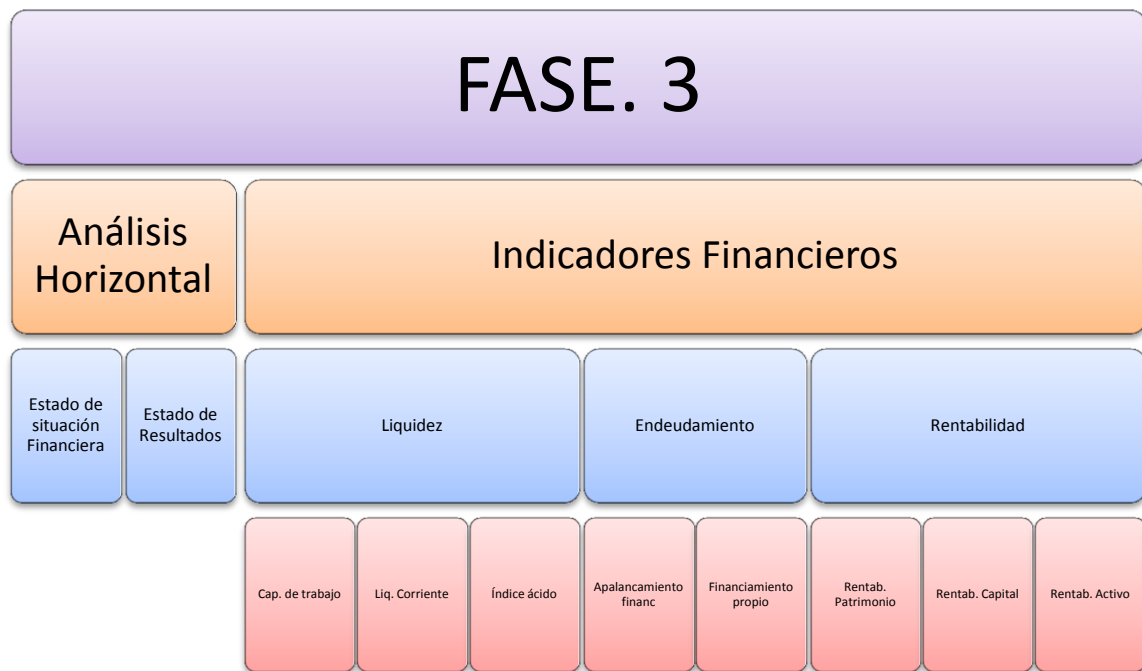 FASE. 3
Análisis
Horizontal
Indicadores Financieros
Estado de
situación
Financiera
Estado de
Resultados
Liquidez
Endeudamiento
Rentabilidad
Cap. de trabajo
Liq. Corriente
Índice ácido
Apalancamiento
financ
Financiamiento
propio
Rentab.
Patrimonio
Rentab. Capital
Rentab. Activo